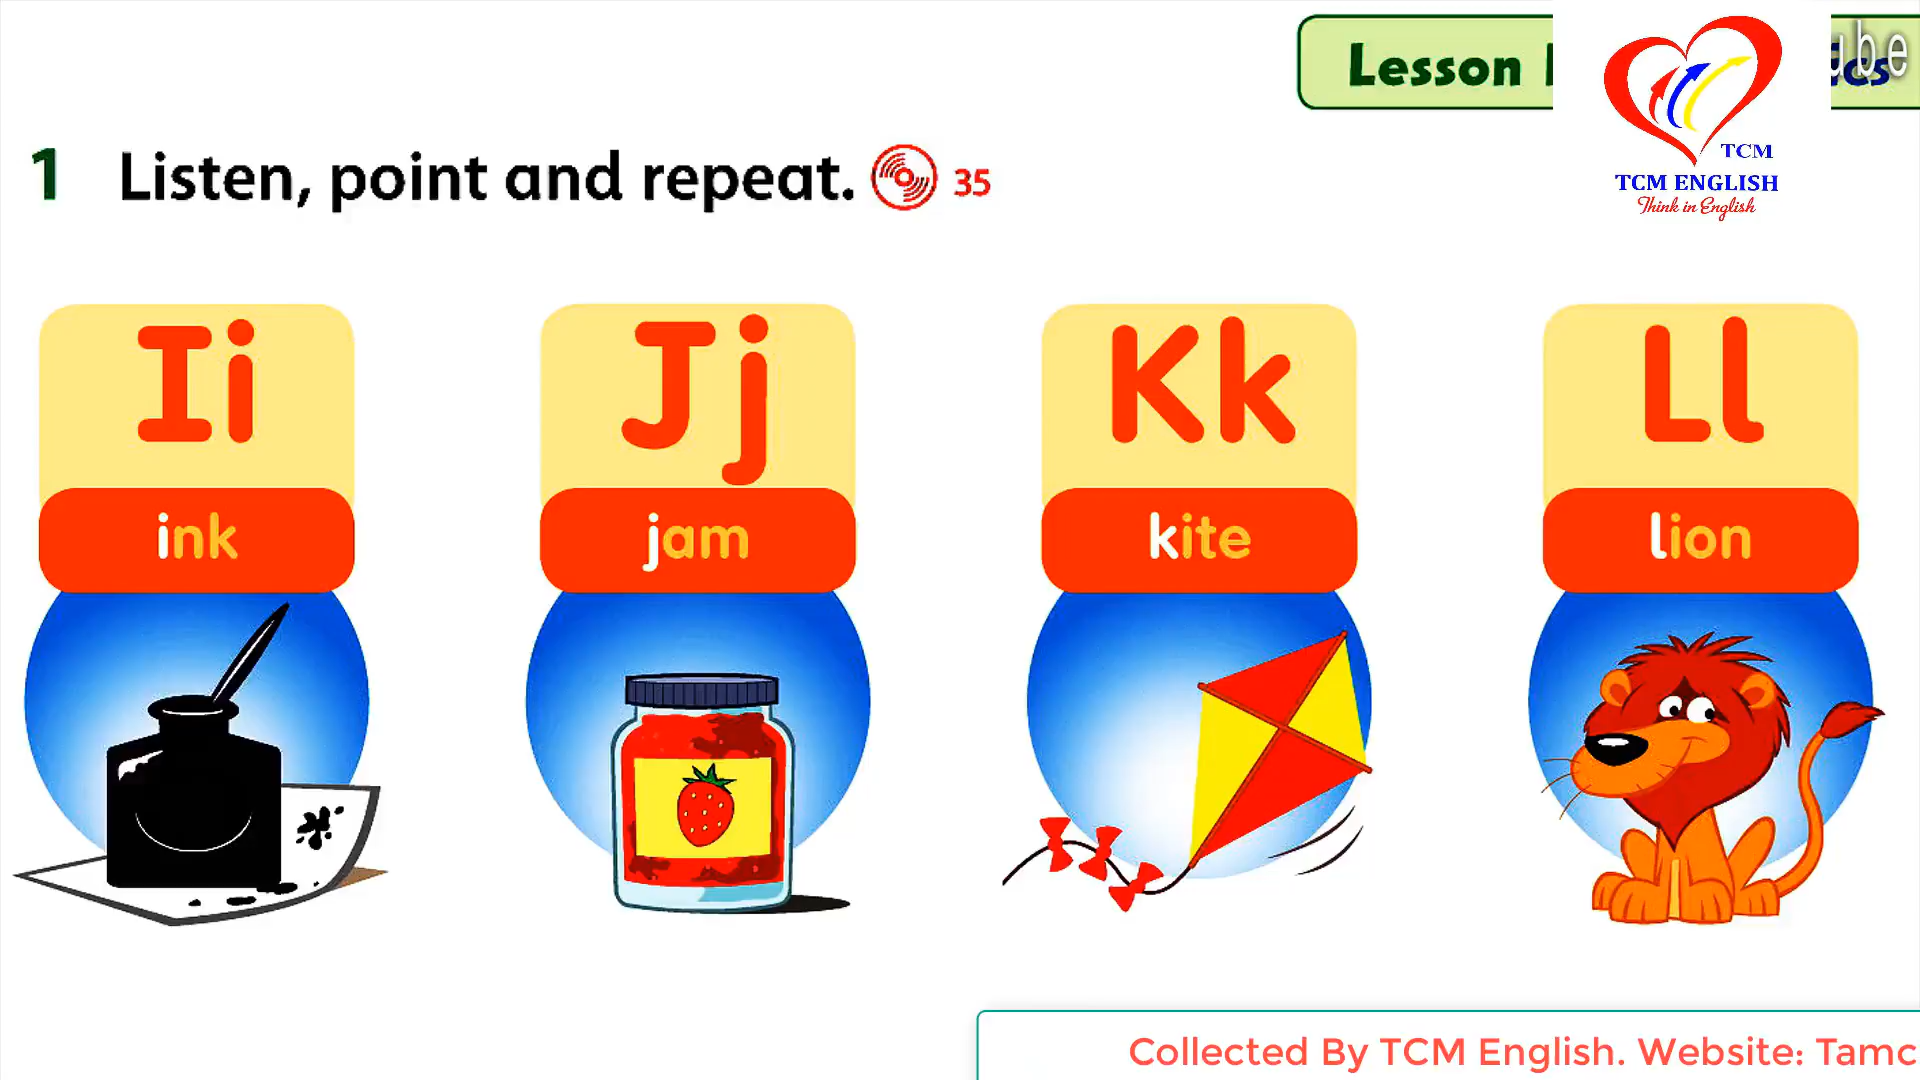 Lesson
TCM
TCM ENGLISH
Think in English
1 Listen, point and repeat. 35
Ii Jj Kk Ll
ink jam kite lion
Collected By TCM English. Website: Tamc